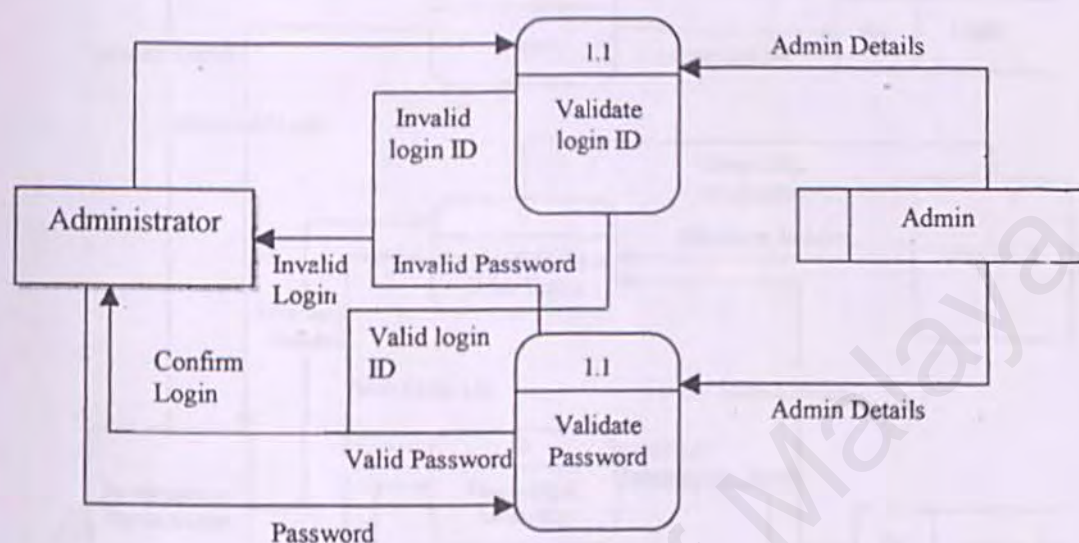 1.1
Admin Details
Invalid
login ID
Validate
login ID
Administrator
Admin
Invalid
Login
Invalid Password
Valid login
ID
Confirm
Login
1.1
Admin Details
Validate
Password
Valid Password
Password
Malaya